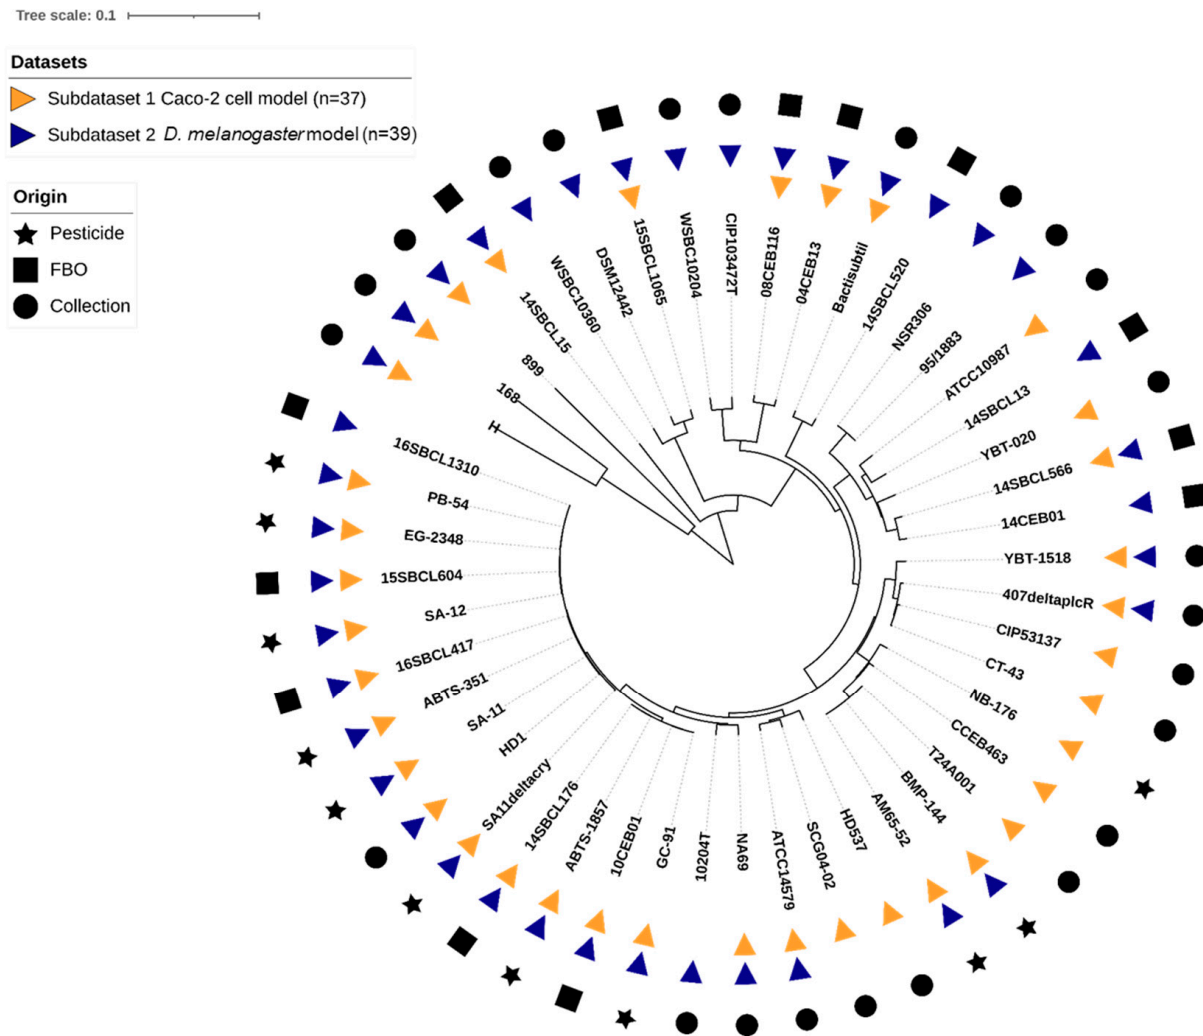 Tree scale: 0.1
Datasets
Subdataset 1 Caco-2 cell model (n=37)
Subdataset 2 D. melanogaster model (n=39)
Origin
Pesticide
FBO
Collection
H
168
899
14SBCL15
WSBC10360
DSM12442
15SBCL1065
WSBC10204
CIP103472T
08CEB116
04CEB13
Bactisubtil
14SBCL520
NSR306
95/1883
ATCC10987
14SBCL13
YBT-020
14SBCL566
14CEB01
YBT-1518
407deltaplcR
CIP53137
CT-43
NB-176
CCEB463
T24A001
BMP-144
AM65-52
HD537
SCG04-02
ATCC14579
NA69
10204T
GC-91
10CEB01
ABTS-1857
14SBCL176
SA11deltacry
HD1
SA-11
ABTS-351
16SBCL417
SA-12
15SBCL604
EG-2348
PB-54
16SBCL1310